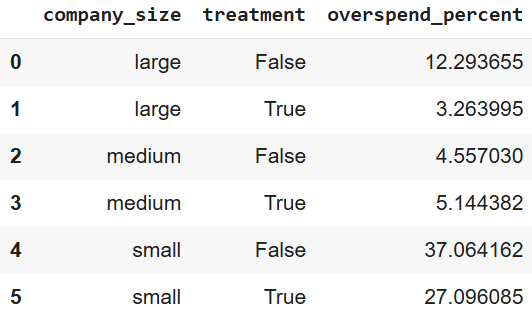 company_size treatment overspend_percent
0 large False 12.293655
1 large True 3.263995
2 medium False 4.557030
3 medium True 5.144382
4 small False 37.064162
5 small True 27.096085